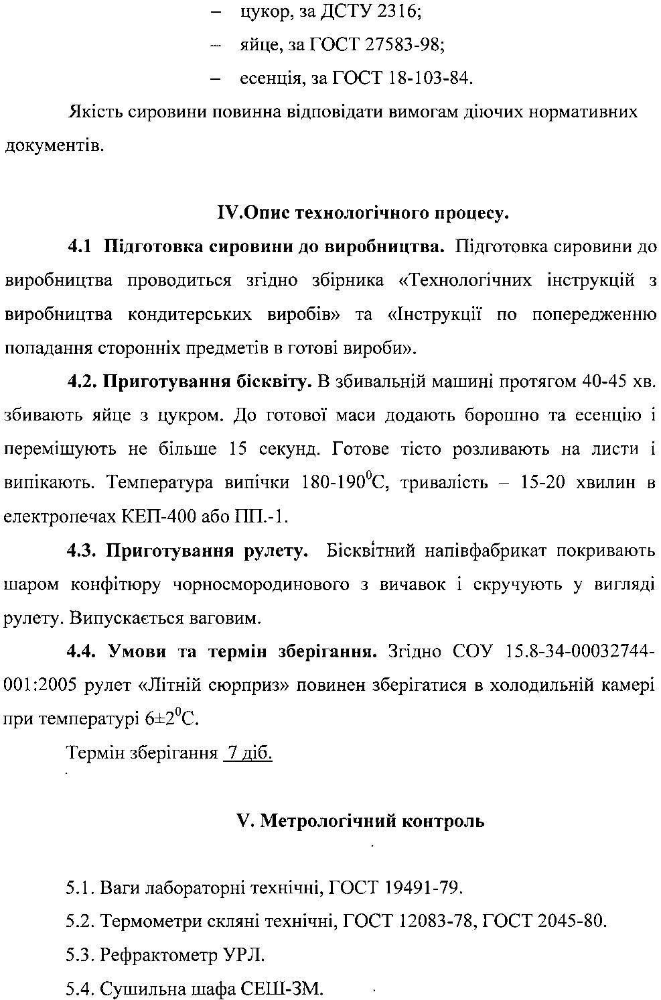 – цукор, за ДСТУ 2316;
– яйце, за ГОСТ 27583-98;
– есенція, за ГОСТ 18-103-84.
Якість сировини повинна відповідати вимогам діючих нормативних
документів.
IV.Опис технологічного процесу.
4.1 Підготовка сировини до виробництва. Підготовка сировини до
виробництва проводиться згідно збірника «Технологічних інструкцій з
виробництва кондитерських виробів» та «Інструкції по попередженню
попадання сторонніх предметів в готові вироби».
4.2. Приготування бісквіту. В збивальній машині протягом 40-45 хв.
збивають яйце з цукром. До готової маси додають борошно та есенцію і
перемішують не більше 15 секунд. Готове тісто розливають на листи і
випікають. Температура випічки 180-190⁰С, тривалість – 15-20 хвилин в
електропечах КЕП-400 або ПП.-1.
4.3. Приготування рулету. Бісквітний напівфабрикат покривають
шаром конфітюру чорносмородинового з вичавок і скручують у вигляді
рулету. Випускається ваговим.
4.4. Умови та термін зберігання. Згідно СОУ 15.8-34-00032744-
001:2005 рулет «Літній сюрприз» повинен зберігатися в холодильній камері
при температурі 6±2⁰С.
Термін зберігання 7 діб.
V. Метрологічний контроль
5.1. Ваги лабораторні технічні, ГОСТ 19491-79.
5.2. Термометри скляні технічні, ГОСТ 12083-78, ГОСТ 2045-80.
5.3. Рефрактометр УРЛ.
5.4. Сушильна шафа СЕШ-3М.